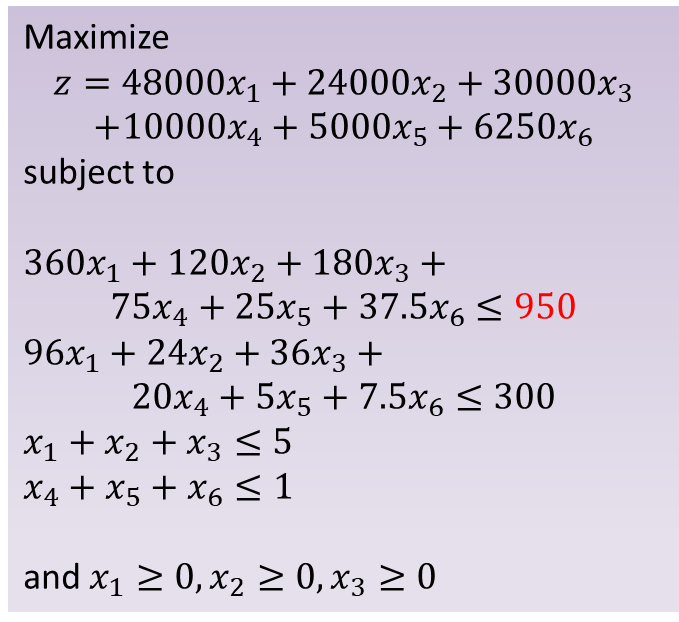 Maximize
z = 48000x₁ + 24000x₂ + 30000x₃
+10000x₄ + 5000x₅ + 6250x₆
subject to
360x₁ + 120x₂ + 180x₃ +
75x₄ + 25x₅ + 37.5x₆ ≤ 950
96x₁ + 24x₂ + 36x₃ +
20x₄ + 5x₅ + 7.5x₆ ≤ 300
x₁ + x₂ + x₃ ≤ 5
x₄ + x₅ + x₆ ≤ 1
and x₁ ≥ 0, x₂ ≥ 0, x₃ ≥ 0